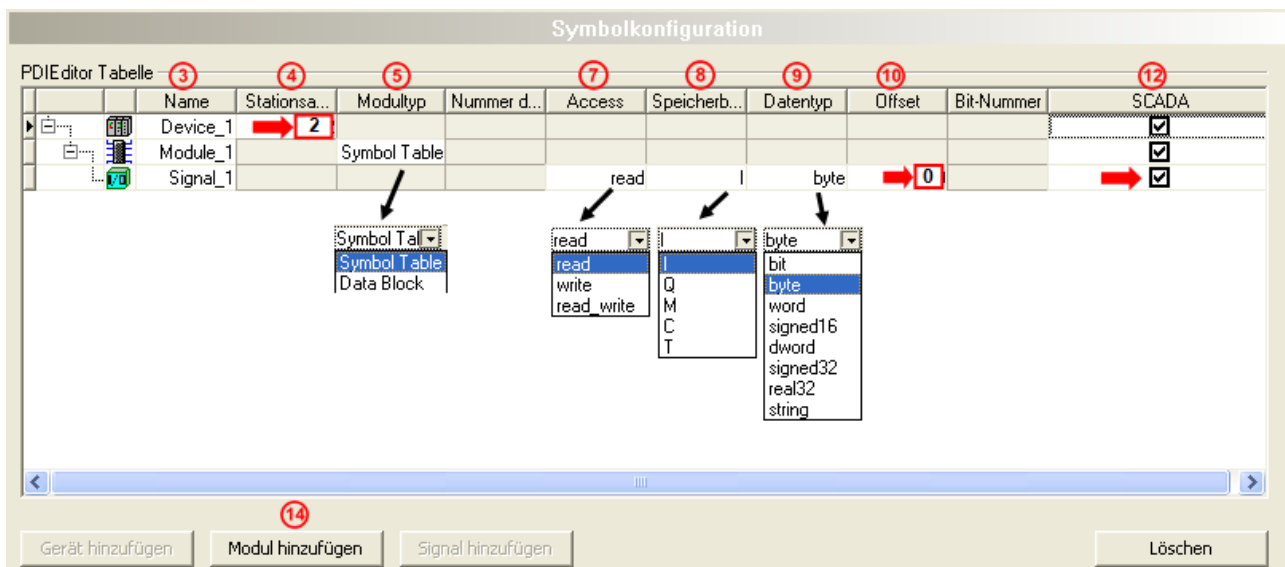 Symbolkonfiguration
PDIEditor Tabelle
3 4 5 7 8 9 10 12
Name Stationsa... Modultyp Nummer d... Access Speicherb... Datentyp Offset Bit-Nummer SCADA
Device_1 2
Module_1 Symbol Table
Signal_1 read I byte 0
Symbol Tal read I byte
Symbol Table read I bit
Data Block write Q byte
read_write M word
C signed16
T dword
signed32
real32
string
14
Gerät hinzufügen Modul hinzufügen Signal hinzufügen Löschen